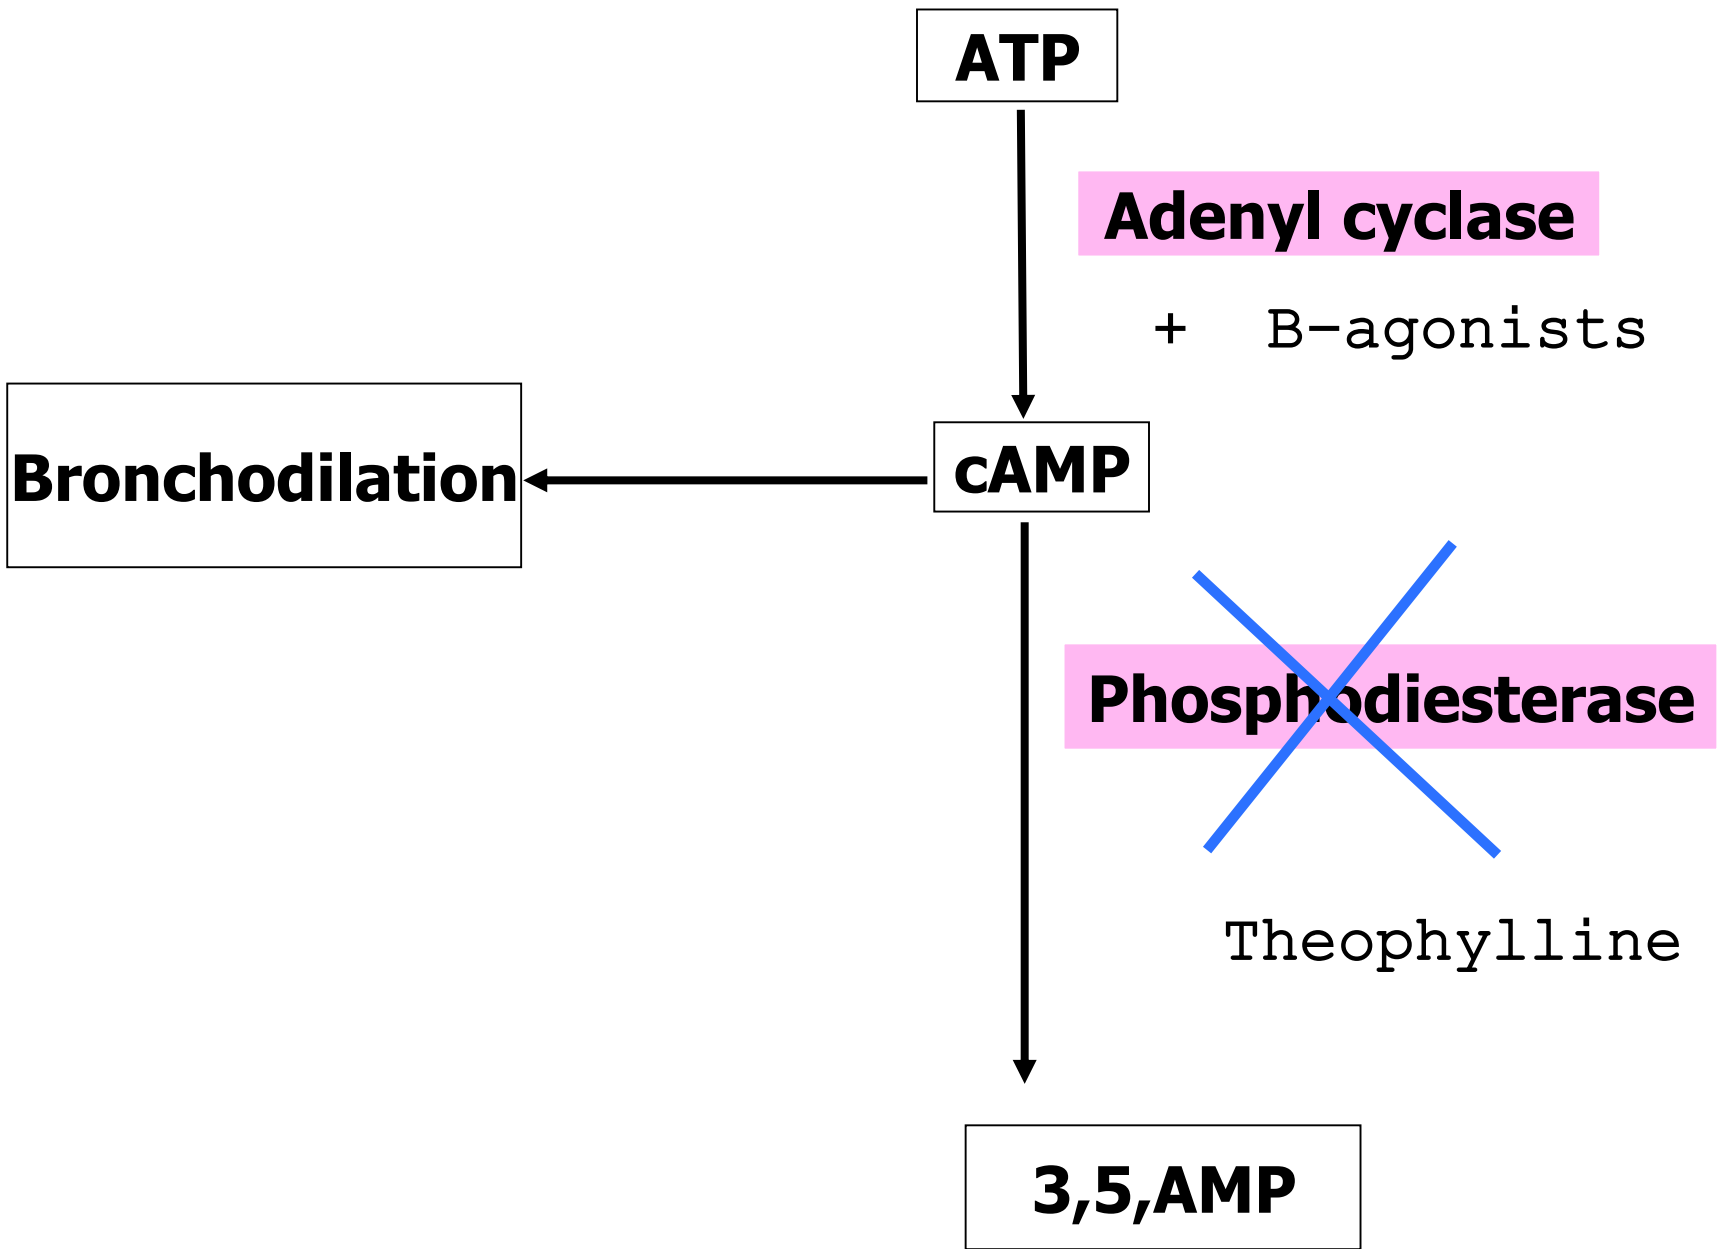 ATP
Adenyl cyclase
+ B-agonists
Bronchodilation
cAMP
Phosphodiesterase
Theophylline
3,5,AMP